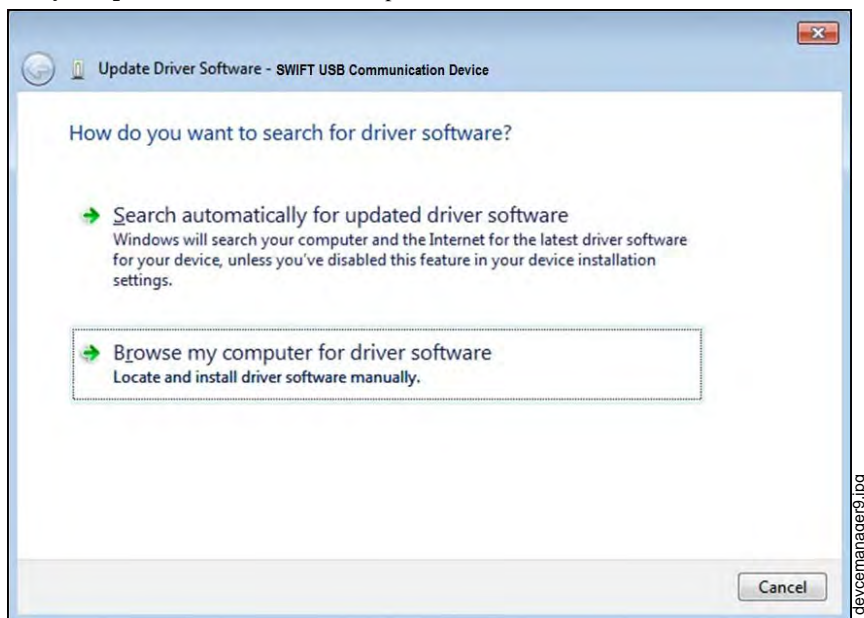 Update Driver Software - SWIFT USB Communication Device
How do you want to search for driver software?
Search automatically for updated driver software
Windows will search your computer and the Internet for the latest driver software
for your device, unless you've disabled this feature in your device installation
settings.
Browse my computer for driver software
Locate and install driver software manually.
Cancel
devcemanager9.jpg